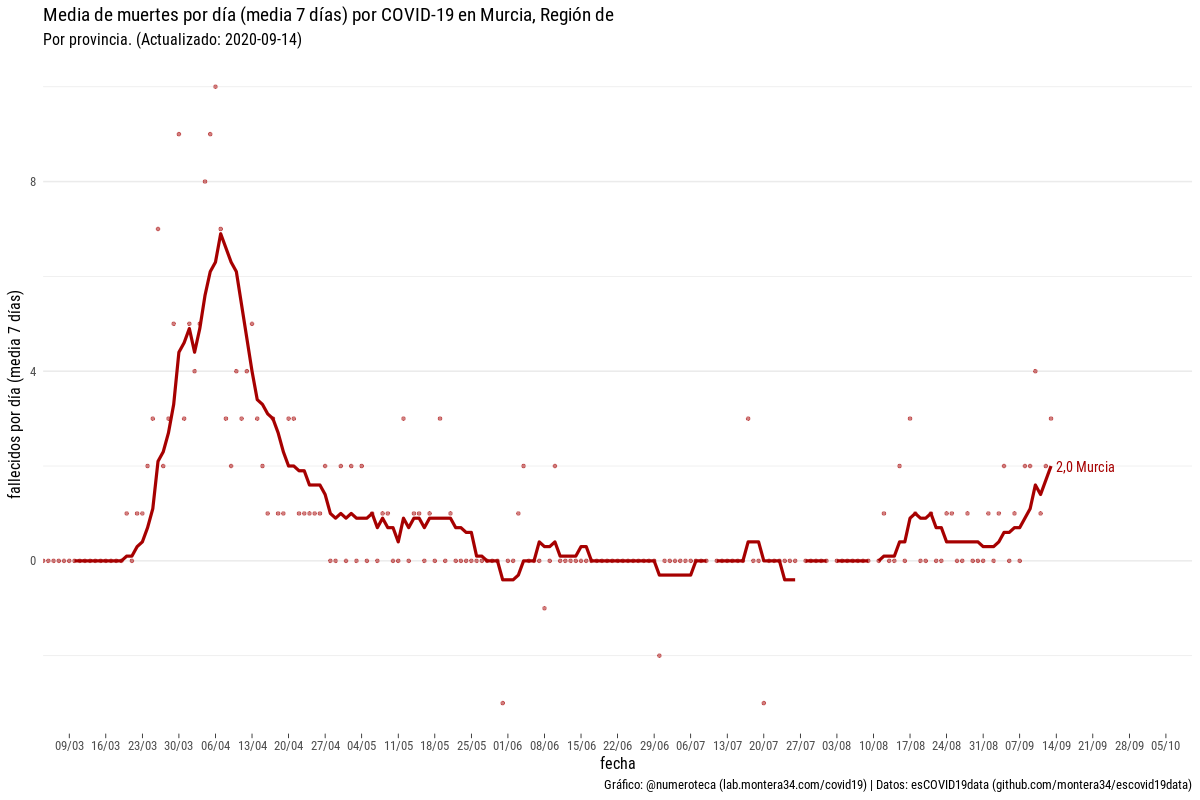 Media de muertes por día (media 7 días) por COVID-19 en Murcia, Región de
Por provincia. (Actualizado: 2020-09-14)
fallecidos por día (media 7 días)
8
4
0
2,0 Murcia
09/03 16/03 23/03 30/03 06/04 13/04 20/04 27/04 04/05 11/05 18/05 25/05 01/06 08/06 15/06 22/06 29/06 06/07 13/07 20/07 27/07 03/08 10/08 17/08 24/08 31/08 07/09 14/09 21/09 28/09 05/10
fecha
Gráfico: @numeroteca (lab.montera34.com/covid19) | Datos: esCOVID19data (github.com/montera34/escovid19data)